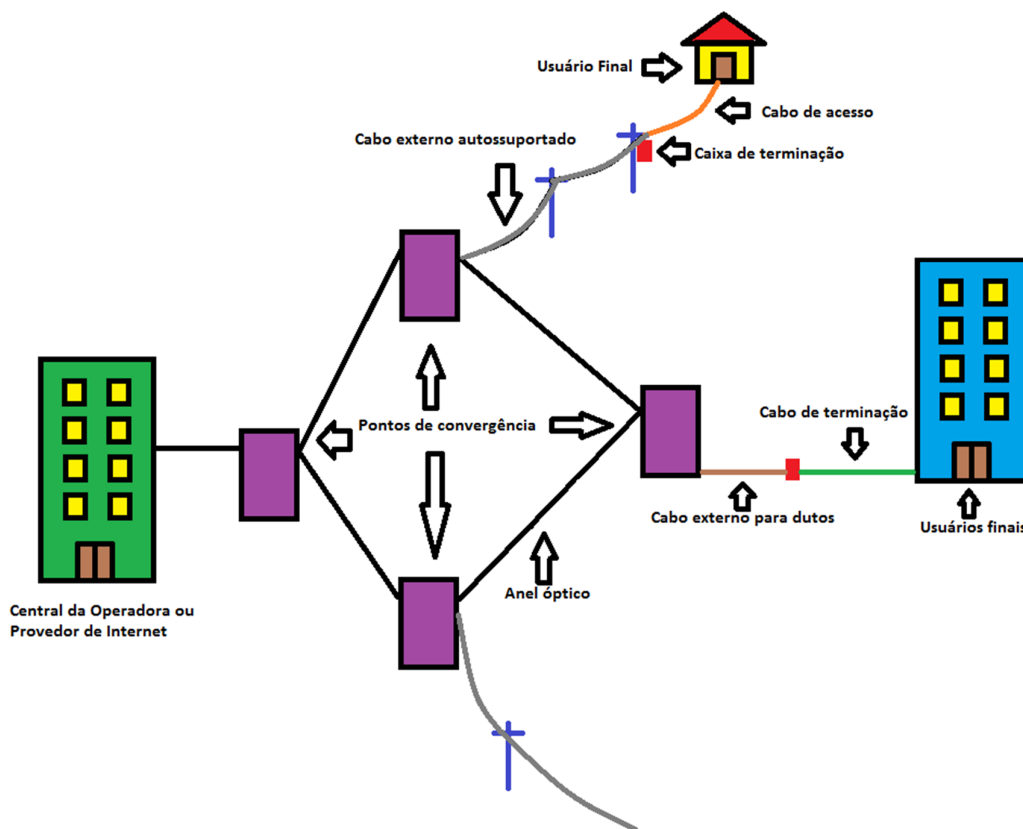 Usuário Final
Cabo de acesso
Cabo externo autossuportado
Caixa de terminação
Cabo de terminação
Pontos de convergência
Cabo externo para dutos
Usuários finais
Anel óptico
Central da Operadora ou
Provedor de Internet